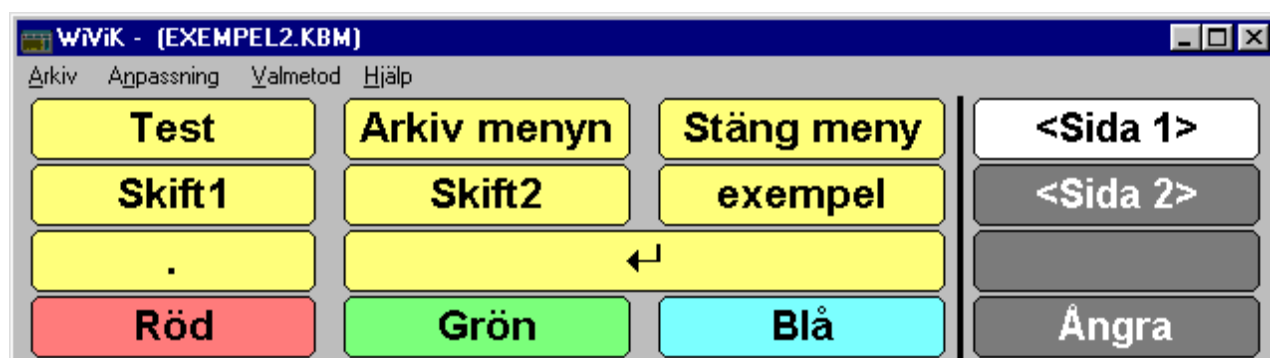 WiViK - (EXEMPEL2.KBM)
Arkiv Anpassning Valmetod Hjälp
Test Arkiv menyn Stäng meny <Sida 1>
Skift1 Skift2 exempel <Sida 2>
. ↵
Röd Grön Blå Ångra